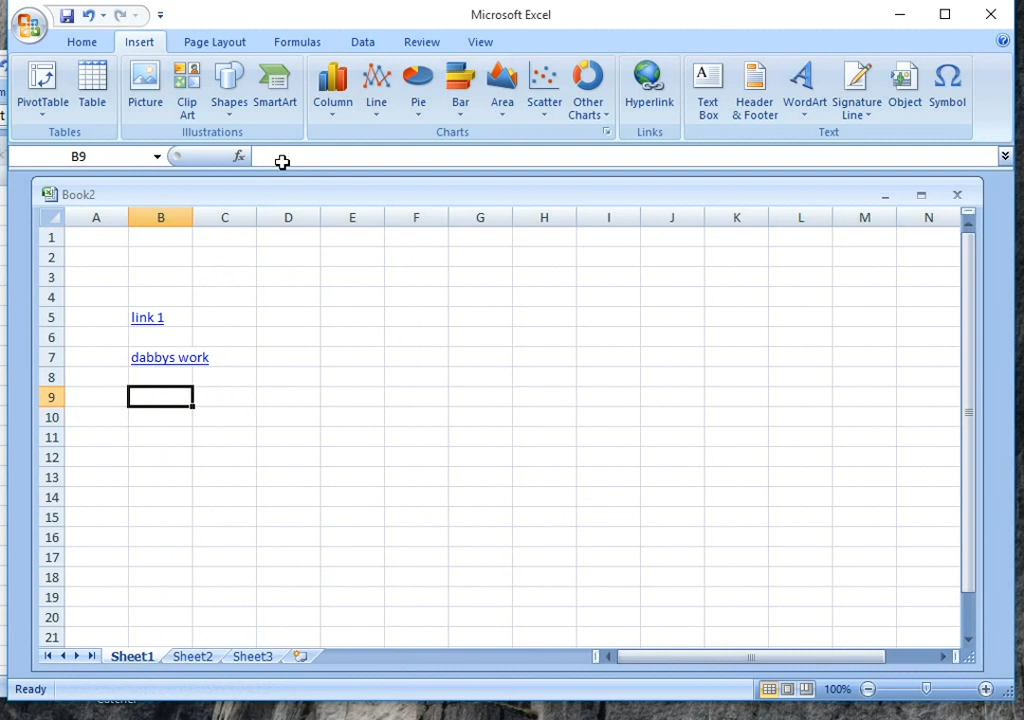 Microsoft Excel
Home Insert Page Layout Formulas Data Review View
PivotTable Table Picture Clip Art Shapes SmartArt Column Line Pie Bar Area Scatter Other Charts Hyperlink Text Box Header & Footer WordArt Signature Line Object Symbol
Tables Illustrations Charts Links Text
B9 fx
Book2
A B C D E F G H I J K L M N
1
2
3
4
5 link 1
6
7 dabbys work
8
9
10
11
12
13
14
15
16
17
18
19
20
21
Sheet1 Sheet2 Sheet3
Ready 100%